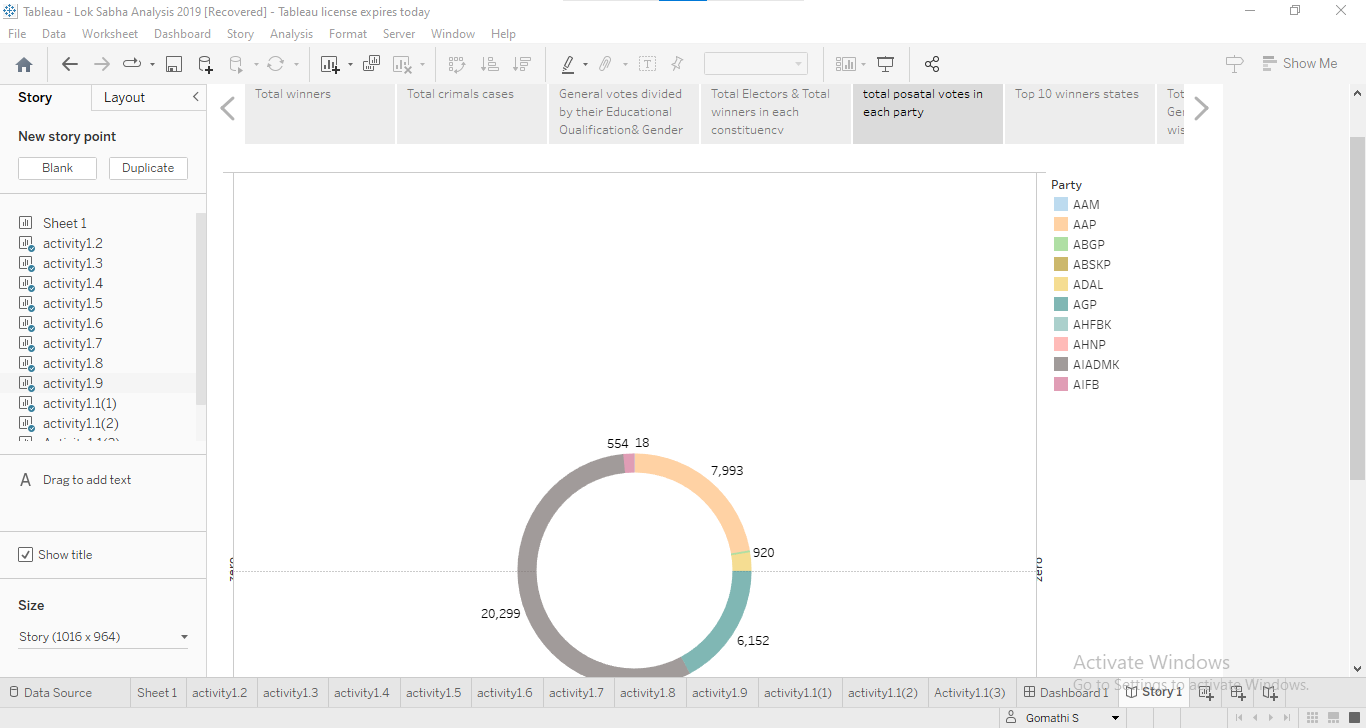 Tableau - Lok Sabha Analysis 2019 [Recovered] - Tableau license expires today
File Data Worksheet Dashboard Story Analysis Format Server Window Help
Show Me
Story Layout
New story point
Blank Duplicate
Sheet 1
activity1.2
activity1.3
activity1.4
activity1.5
activity1.6
activity1.7
activity1.8
activity1.9
activity1.1(1)
activity1.1(2)
A Drag to add text
Show title
Size
Story (1016 x 964)
Total winners
Total crimals cases
General votes divided
by their Educational
Qualification& Gender
Total Electors & Total
winners in each
constituency
total posatal votes in
each party
Top 10 winners states
Tot
Ger
wis
Party
AAM
AAP
ABGP
ABSKP
ADAL
AGP
AHFBK
AHNP
AIADMK
AIFB
554 18
7,993
920
zero zero
20,299
6,152
Activate Windows
Go to Settings to activate Windows.
Data Source Sheet 1 activity1.2 activity1.3 activity1.4 activity1.5 activity1.6 activity1.7 activity1.8 activity1.9 activity1.1(1) activity1.1(2) Activity1.1(3) Dashboard 1 Story 1
Gomathi S